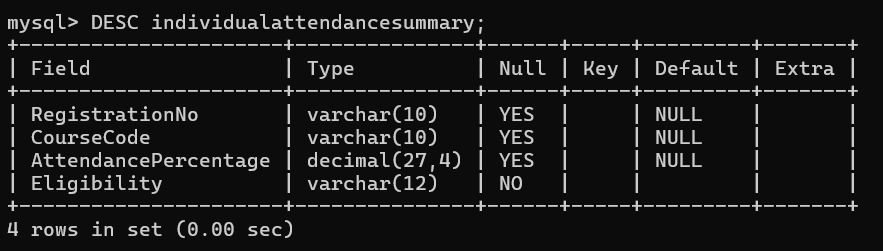 mysql> DESC individualattendancesummary;
+----------------------+---------------+------+-----+---------+-------+
| Field                | Type          | Null | Key | Default | Extra |
+----------------------+---------------+------+-----+---------+-------+
| RegistrationNo       | varchar(10)   | YES  |     | NULL    |       |
| CourseCode           | varchar(10)   | YES  |     | NULL    |       |
| AttendancePercentage | decimal(27,4) | YES  |     | NULL    |       |
| Eligibility          | varchar(12)   | NO   |     |         |       |
+----------------------+---------------+------+-----+---------+-------+
4 rows in set (0.00 sec)